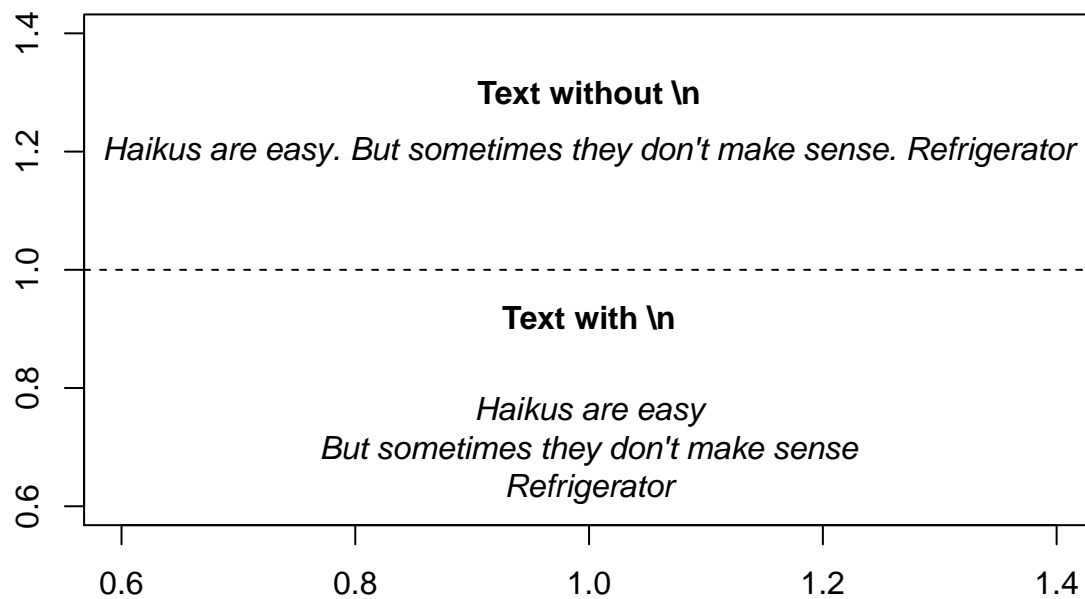 1.4
Text without \n
1.2
Haikus are easy. But sometimes they don't make sense. Refrigerator
1.0
Text with \n
0.8
Haikus are easy
But sometimes they don't make sense
Refrigerator
0.6
0.6 0.8 1.0 1.2 1.4